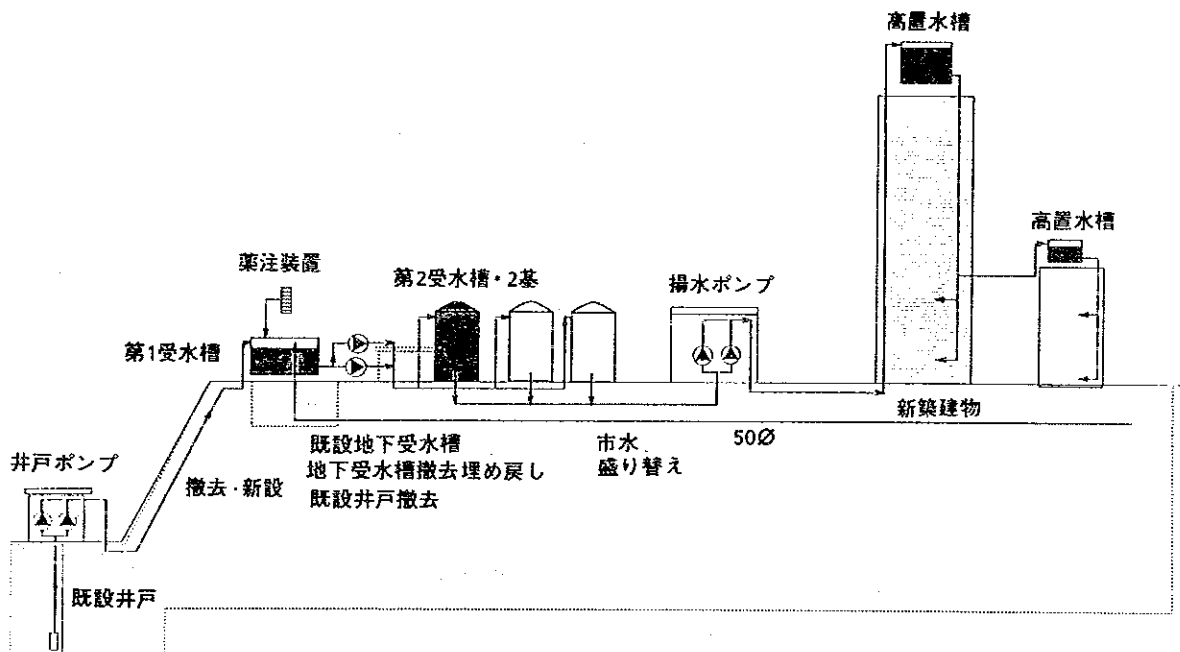 高置水槽
高置水槽
薬注装置
第2受水槽・2基
揚水ポンプ
第1受水槽
新築建物
50Ø
既設地下受水槽
地下受水槽撤去埋め戻し
既設井戸撤去
市水
盛り替え
井戸ポンプ
撤去・新設
既設井戸